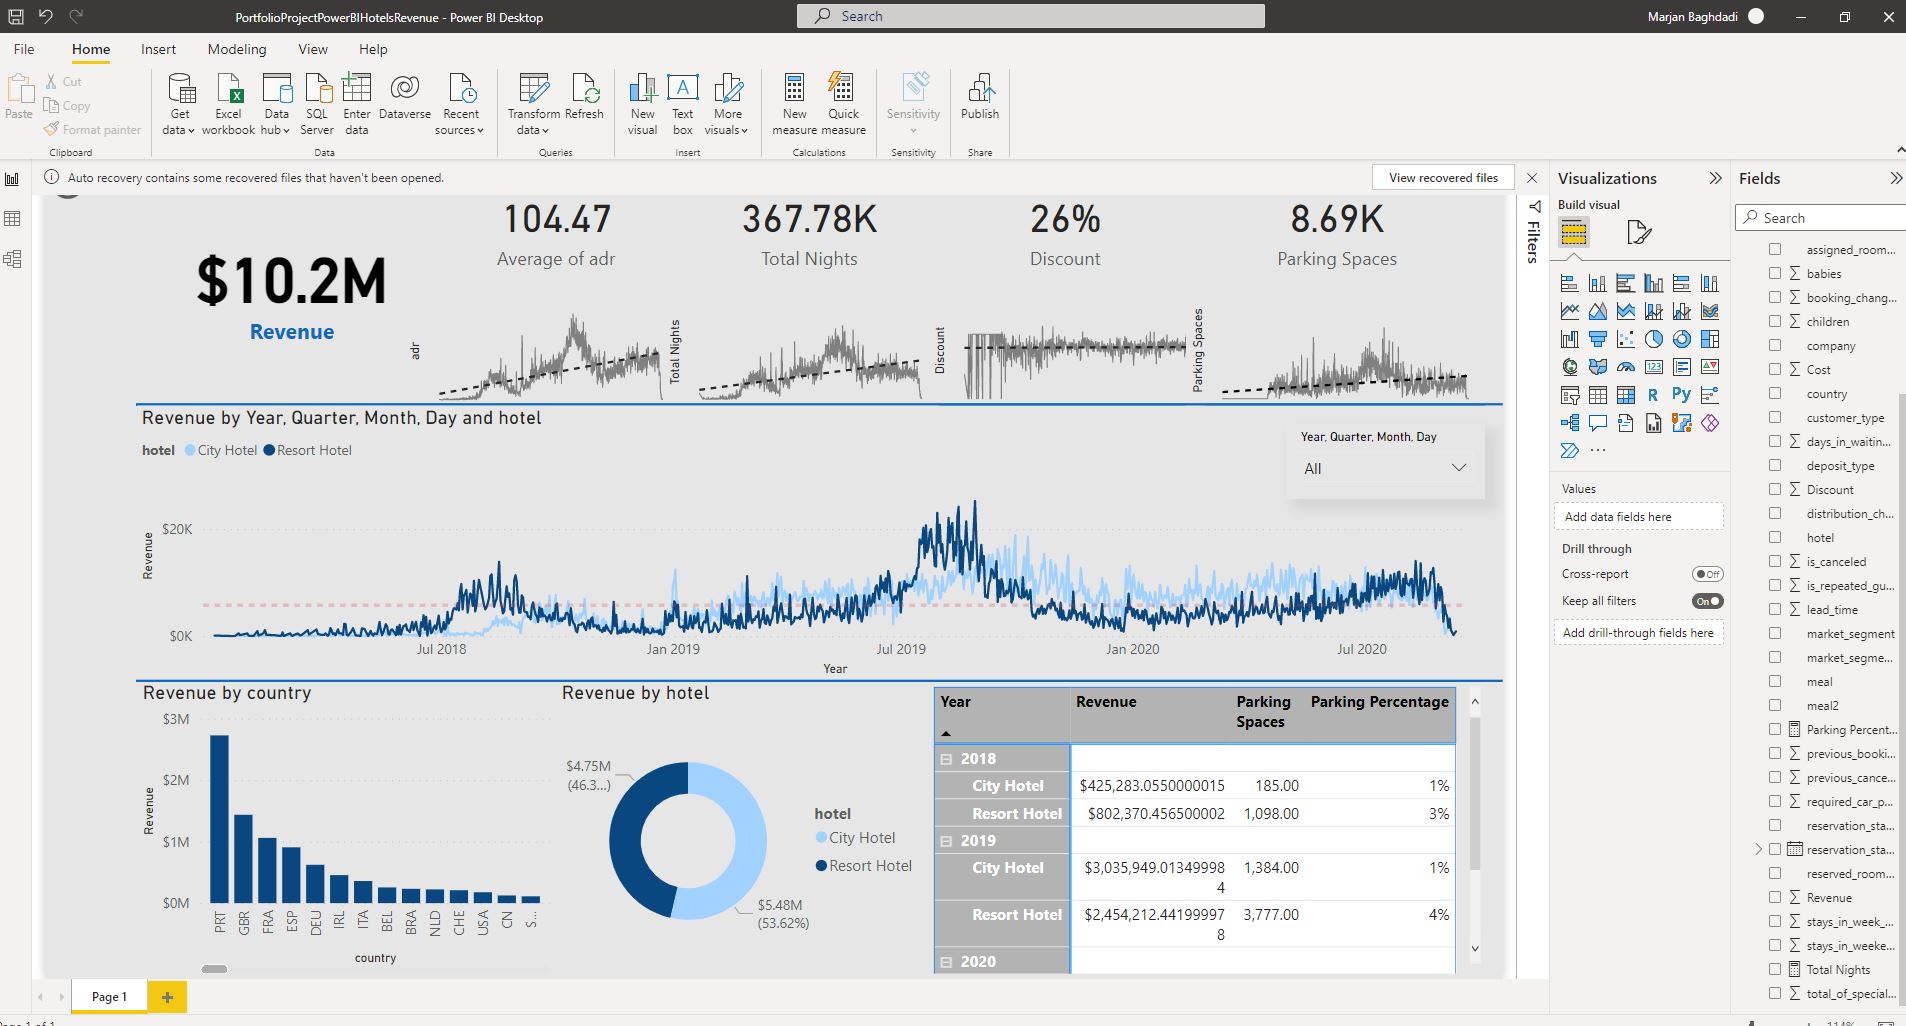 PortfolioProjectPowerBIHotelsRevenue - Power BI Desktop
Search
Marjan Baghdadi
File Home Insert Modeling View Help
Paste
Cut
Copy
Format painter
Clipboard
Get data
Excel workbook
Data hub
SQL Server
Enter data
Dataverse
Recent sources
Data
Transform data
Refresh
Queries
New visual
Text box
More visuals
Insert
New measure
Quick measure
Calculations
Sensitivity
Sensitivity
Publish
Share
Auto recovery contains some recovered files that haven't been opened.
View recovered files
$10.2M
Revenue
104.47
Average of adr
367.78K
Total Nights
26%
Discount
8.69K
Parking Spaces
adr
Total Nights
Discount
Parking Spaces
Revenue by Year, Quarter, Month, Day and hotel
hotel City Hotel Resort Hotel
Year, Quarter, Month, Day
All
Revenue
$20K
$0K
Jul 2018 Jan 2019 Jul 2019 Jan 2020 Jul 2020
Year
Revenue by country
Revenue
$3M
$2M
$1M
$0M
PRT GBR FRA ESP DEU IRL ITA BEL BRA NLD CHE USA CN S...
country
Revenue by hotel
$4.75M
(46.3...)
$5.48M
(53.62%)
hotel
City Hotel
Resort Hotel
Year Revenue Parking Spaces Parking Percentage
2018
City Hotel $425,283.0550000015 185.00 1%
Resort Hotel $802,370.456500002 1,098.00 3%
2019
City Hotel $3,035,949.013499984 1,384.00 1%
Resort Hotel $2,454,212.441999978 3,777.00 4%
2020
Filters
Visualizations
Build visual
R
Py
123
Values
Add data fields here
Drill through
Cross-report Off
Keep all filters On
Add drill-through fields here
Fields
Search
assigned_room...
babies
booking_chang...
children
company
Cost
country
customer_type
days_in_waitin...
deposit_type
Discount
distribution_ch...
hotel
is_canceled
is_repeated_gu...
lead_time
market_segment
market_segme...
meal
meal2
Parking Percent...
previous_booki...
previous_cance...
required_car_p...
reservation_sta...
reservation_sta...
reserved_room...
Revenue
stays_in_week_...
stays_in_weeke...
Total Nights
total_of_special...
Page 1
Page 1 of 1
114%